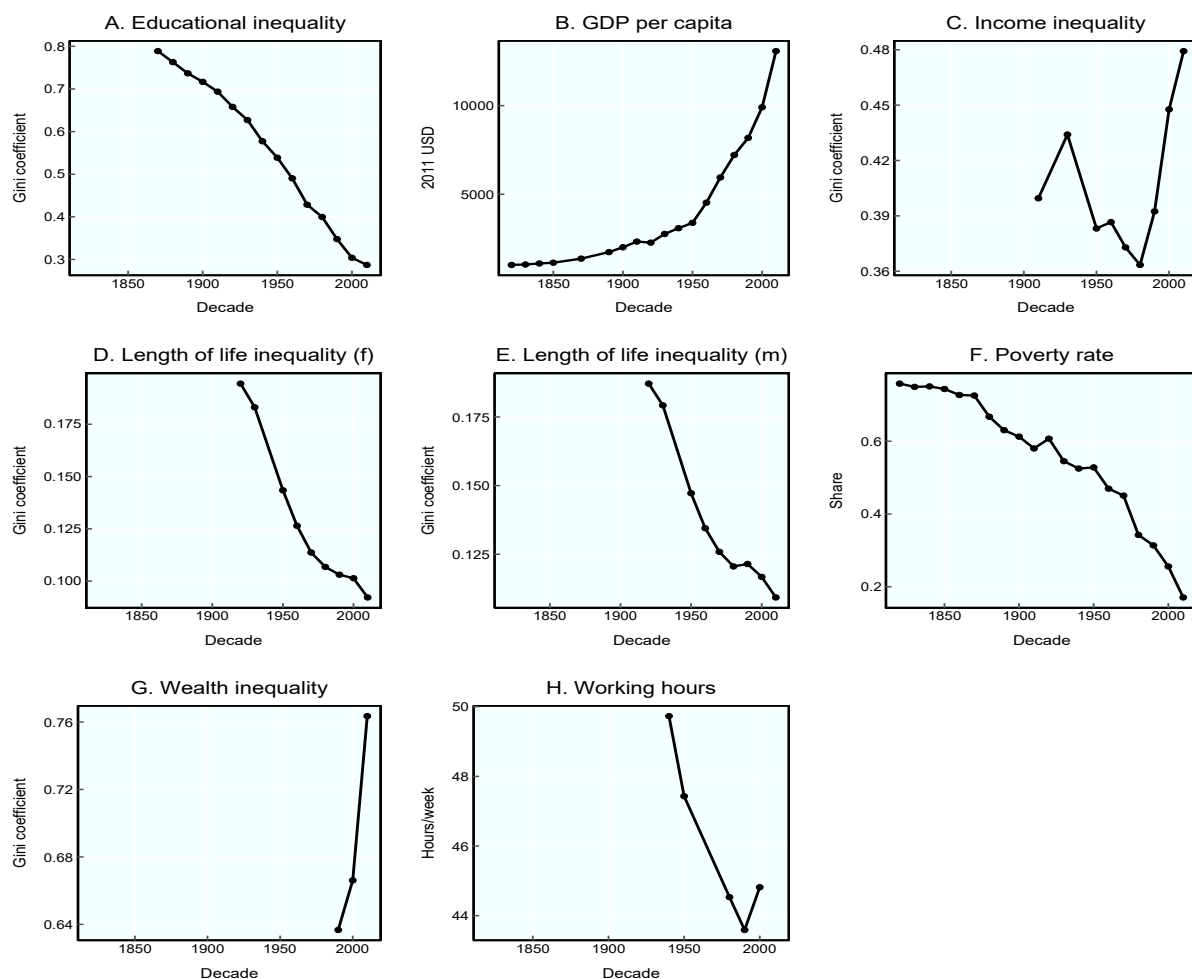 A. Educational inequality
Gini coefficient
0.8
0.7
0.6
0.5
0.4
0.3
1850 1900 1950 2000
Decade
B. GDP per capita
2011 USD
10000
5000
1850 1900 1950 2000
Decade
C. Income inequality
Gini coefficient
0.48
0.45
0.42
0.39
0.36
1850 1900 1950 2000
Decade
D. Length of life inequality (f)
Gini coefficient
0.175
0.150
0.125
0.100
1850 1900 1950 2000
Decade
E. Length of life inequality (m)
Gini coefficient
0.175
0.150
0.125
1850 1900 1950 2000
Decade
F. Poverty rate
Share
0.6
0.4
0.2
1850 1900 1950 2000
Decade
G. Wealth inequality
Gini coefficient
0.76
0.72
0.68
0.64
1850 1900 1950 2000
Decade
H. Working hours
Hours/week
50
48
46
44
1850 1900 1950 2000
Decade